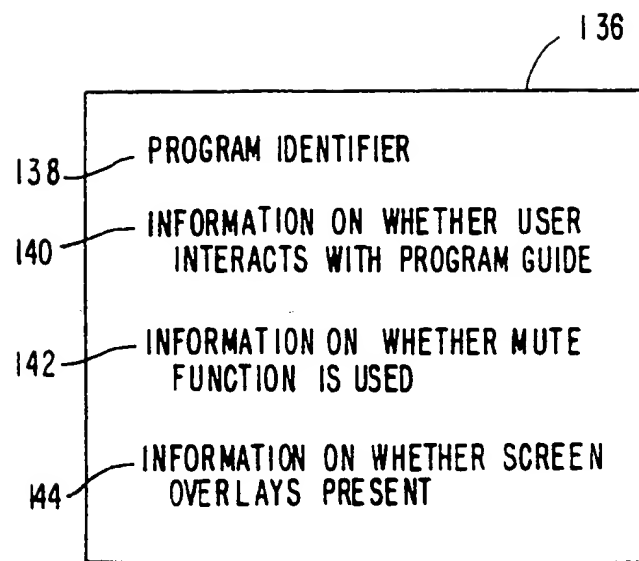 136
138 PROGRAM IDENTIFIER
140 INFORMATION ON WHETHER USER
INTERACTS WITH PROGRAM GUIDE
142 INFORMATION ON WHETHER MUTE
FUNCTION IS USED
144 INFORMATION ON WHETHER SCREEN
OVERLAYS PRESENT